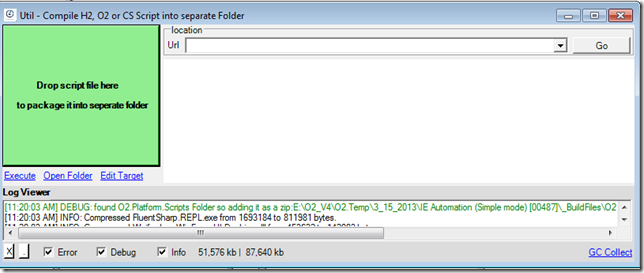 Util - Compile H2, O2 or CS Script into separate Folder
location
Url
Go
Drop script file here
to package it into seperate folder
Execute Open Folder Edit Target
Log Viewer
[11:20:03 AM] DEBUG: found O2.Platform.Scripts Folder so adding it as a zip:E:\O2_V4\O2.Temp\3_15_2013\IE Automation (Simple mode) [00487]\_BuildFiles\O2
[11:20:03 AM] INFO: Compressed FluentSharp.REPL.exe from 1693184 to 811981 bytes.
X . Error Debug Info 51,576 kb | 87,640 kb GC Collect